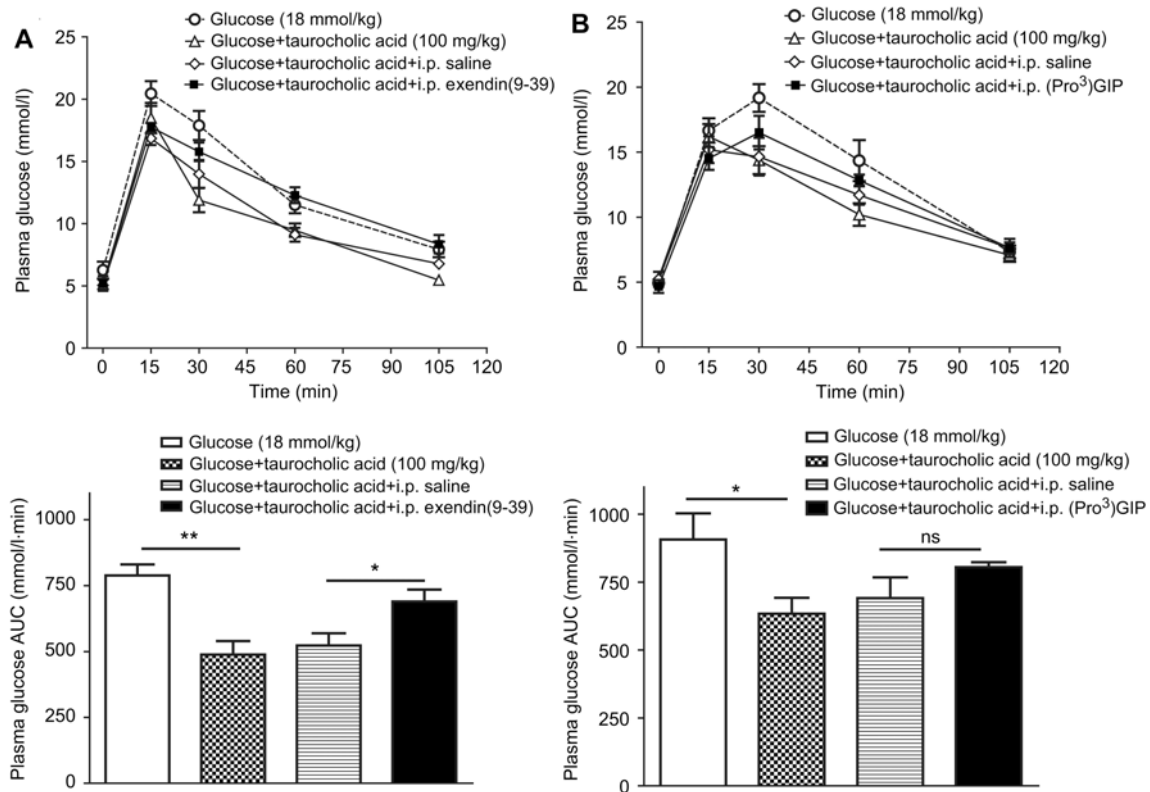 A
Glucose (18 mmol/kg)
Glucose+taurocholic acid (100 mg/kg)
Glucose+taurocholic acid+i.p. saline
Glucose+taurocholic acid+i.p. exendin(9-39)
Plasma glucose (mmol/l)
25
20
15
10
5
0
0 15 30 45 60 75 90 105 120
Time (min)
B
Glucose (18 mmol/kg)
Glucose+taurocholic acid (100 mg/kg)
Glucose+taurocholic acid+i.p. saline
Glucose+taurocholic acid+i.p. (Pro³)GIP
Plasma glucose (mmol/l)
25
20
15
10
5
0
0 15 30 45 60 75 90 105 120
Time (min)
Glucose (18 mmol/kg)
Glucose+taurocholic acid (100 mg/kg)
Glucose+taurocholic acid+i.p. saline
Glucose+taurocholic acid+i.p. exendin(9-39)
Plasma glucose AUC (mmol/l·min)
1000
750
500
250
0
**
*
Glucose (18 mmol/kg)
Glucose+taurocholic acid (100 mg/kg)
Glucose+taurocholic acid+i.p. saline
Glucose+taurocholic acid+i.p. (Pro³)GIP
Plasma glucose AUC (mmol/l·min)
1000
750
500
250
0
*
ns